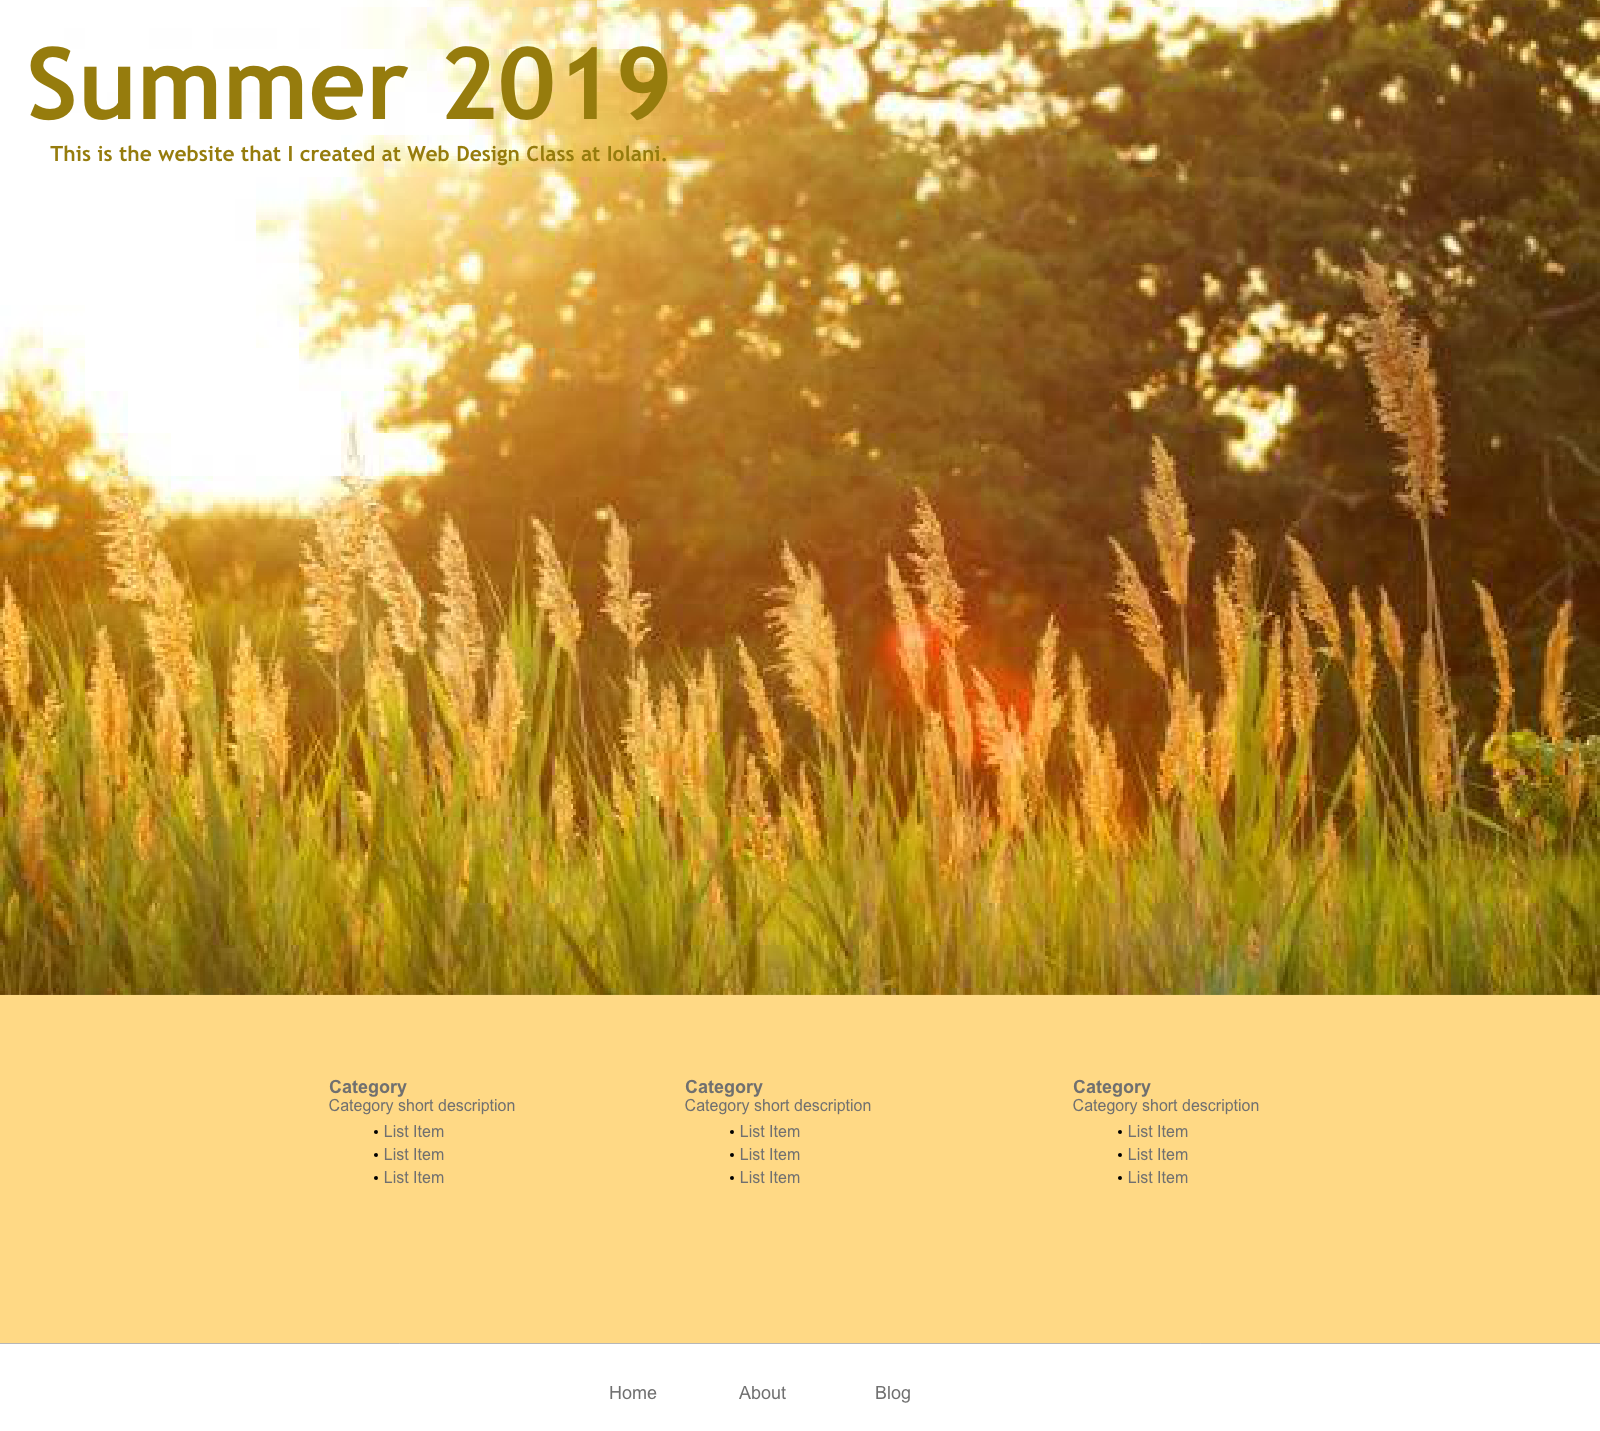 Summer 2019
This is the website that I created at Web Design Class at Iolani.
Category
Category short description
• List Item
• List Item
• List Item
Category
Category short description
• List Item
• List Item
• List Item
Category
Category short description
• List Item
• List Item
• List Item
Home About Blog